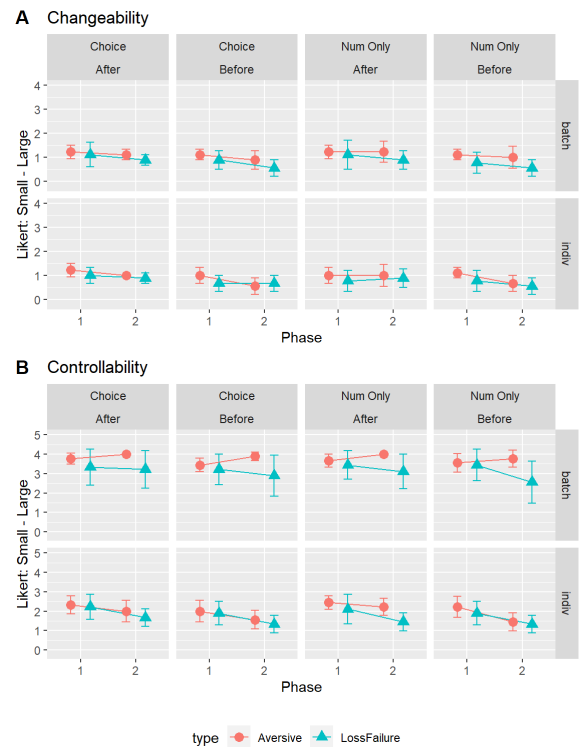 A Changeability
Choice Choice Num Only Num Only
After Before After Before
Likert: Small - Large
4
3
2
1
0
batch
4
3
2
1
0
indiv
1 2 1 2 1 2 1 2
Phase
B Controllability
Choice Choice Num Only Num Only
After Before After Before
Likert: Small - Large
5
4
3
2
1
0
batch
5
4
3
2
1
0
indiv
1 2 1 2 1 2 1 2
Phase
type Aversive LossFailure